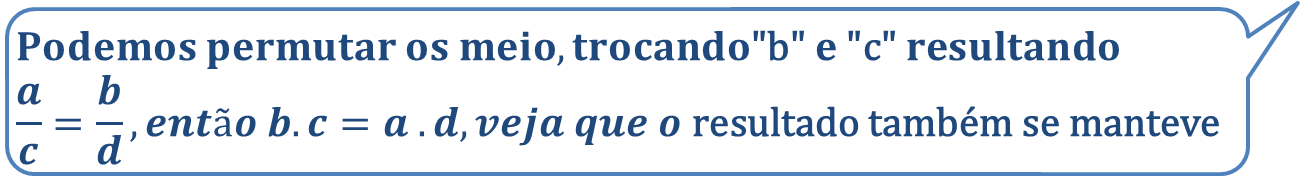 Podemos permutar os meio, trocando"b" e "c" resultando
a/c = b/d, então b. c = a . d, veja que o resultado também se manteve